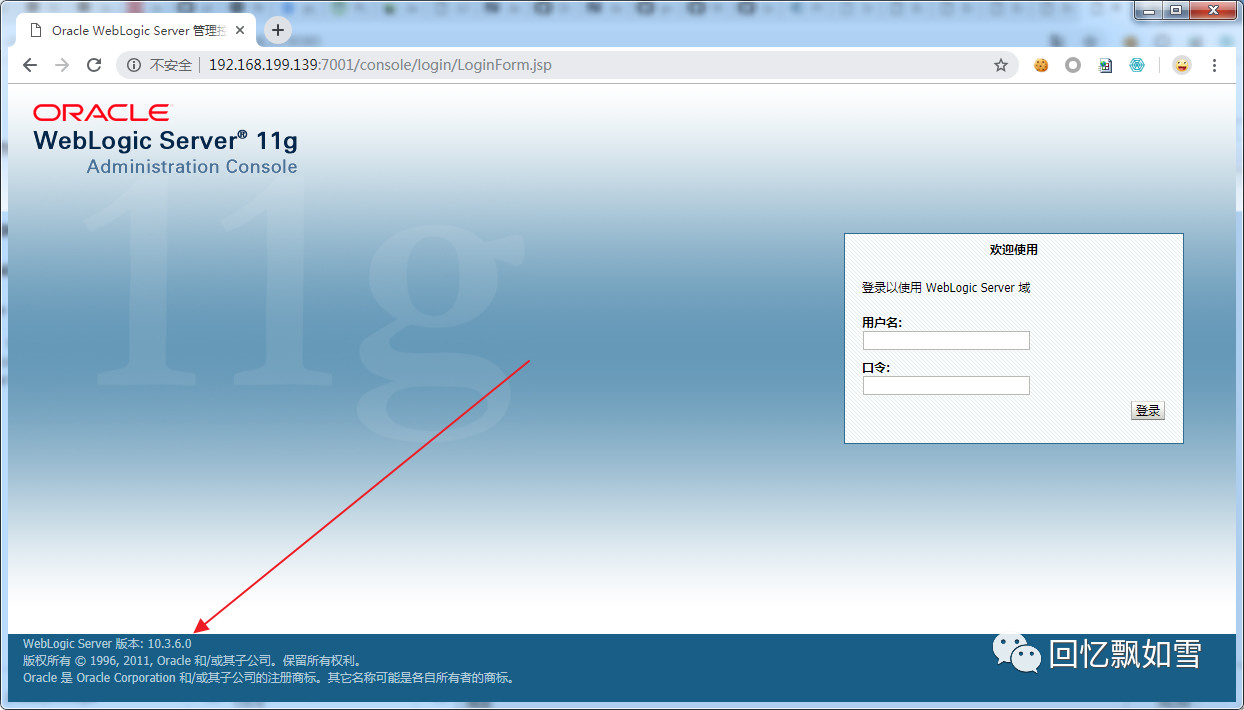 Oracle WebLogic Server 管理控
不安全
192.168.199.139:7001/console/login/LoginForm.jsp
ORACLE
WebLogic Server® 11g
Administration Console
11g
欢迎使用
登录以使用 WebLogic Server 域
用户名:
口令:
登录
WebLogic Server 版本: 10.3.6.0
版权所有 © 1996, 2011, Oracle 和/或其子公司。保留所有权利。
Oracle 是 Oracle Corporation 和/或其子公司的注册商标。其它名称可能是各自所有者的商标。
回忆飘如雪